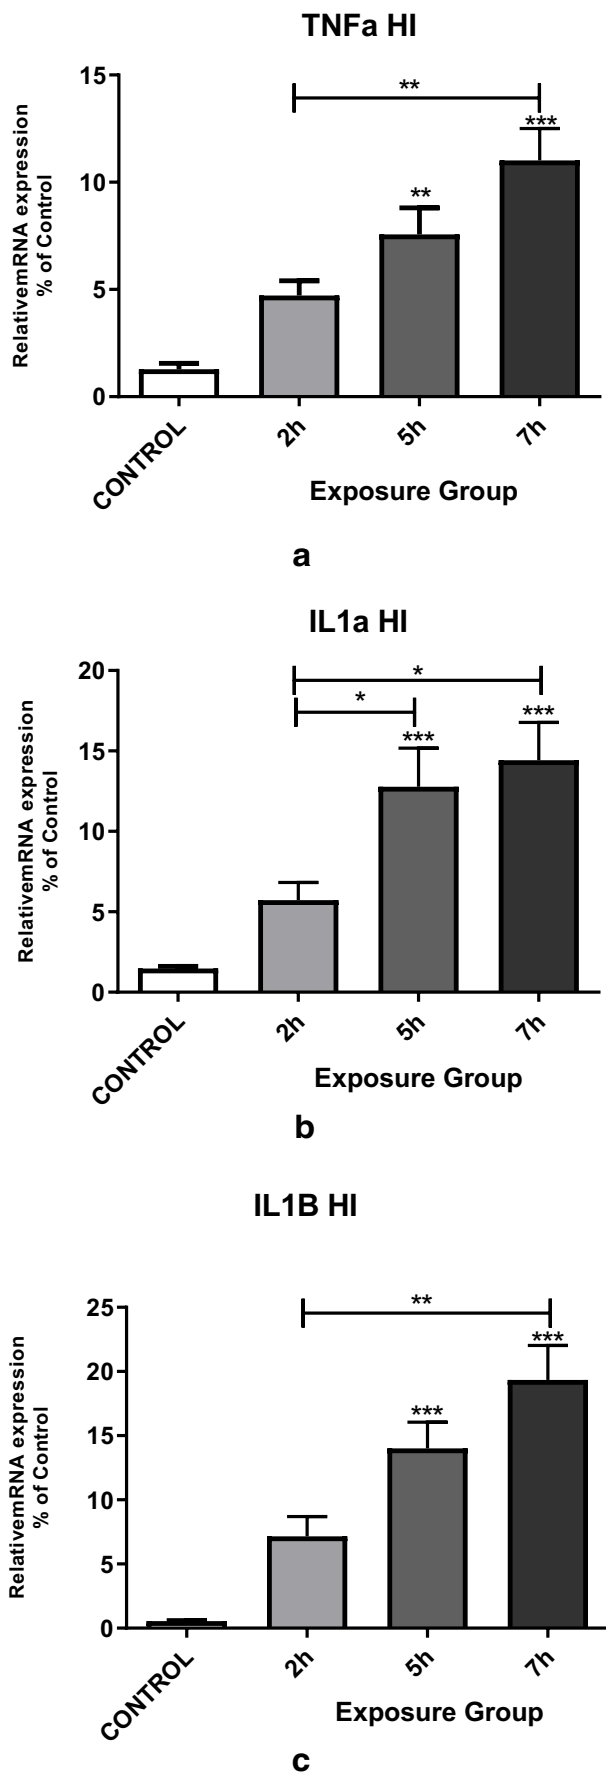 TNFa HI
15
**
***
10
**
RelativemRNA expression
% of Control
5
0
CONTROL
2h
5h
7h
Exposure Group
a
IL1a HI
20
*
*
***
***
15
RelativemRNA expression
% of Control
10
5
0
CONTROL
2h
5h
7h
Exposure Group
b
IL1B HI
25
**
***
20
***
15
RelativemRNA expression
% of Control
10
5
0
CONTROL
2h
5h
7h
Exposure Group
c